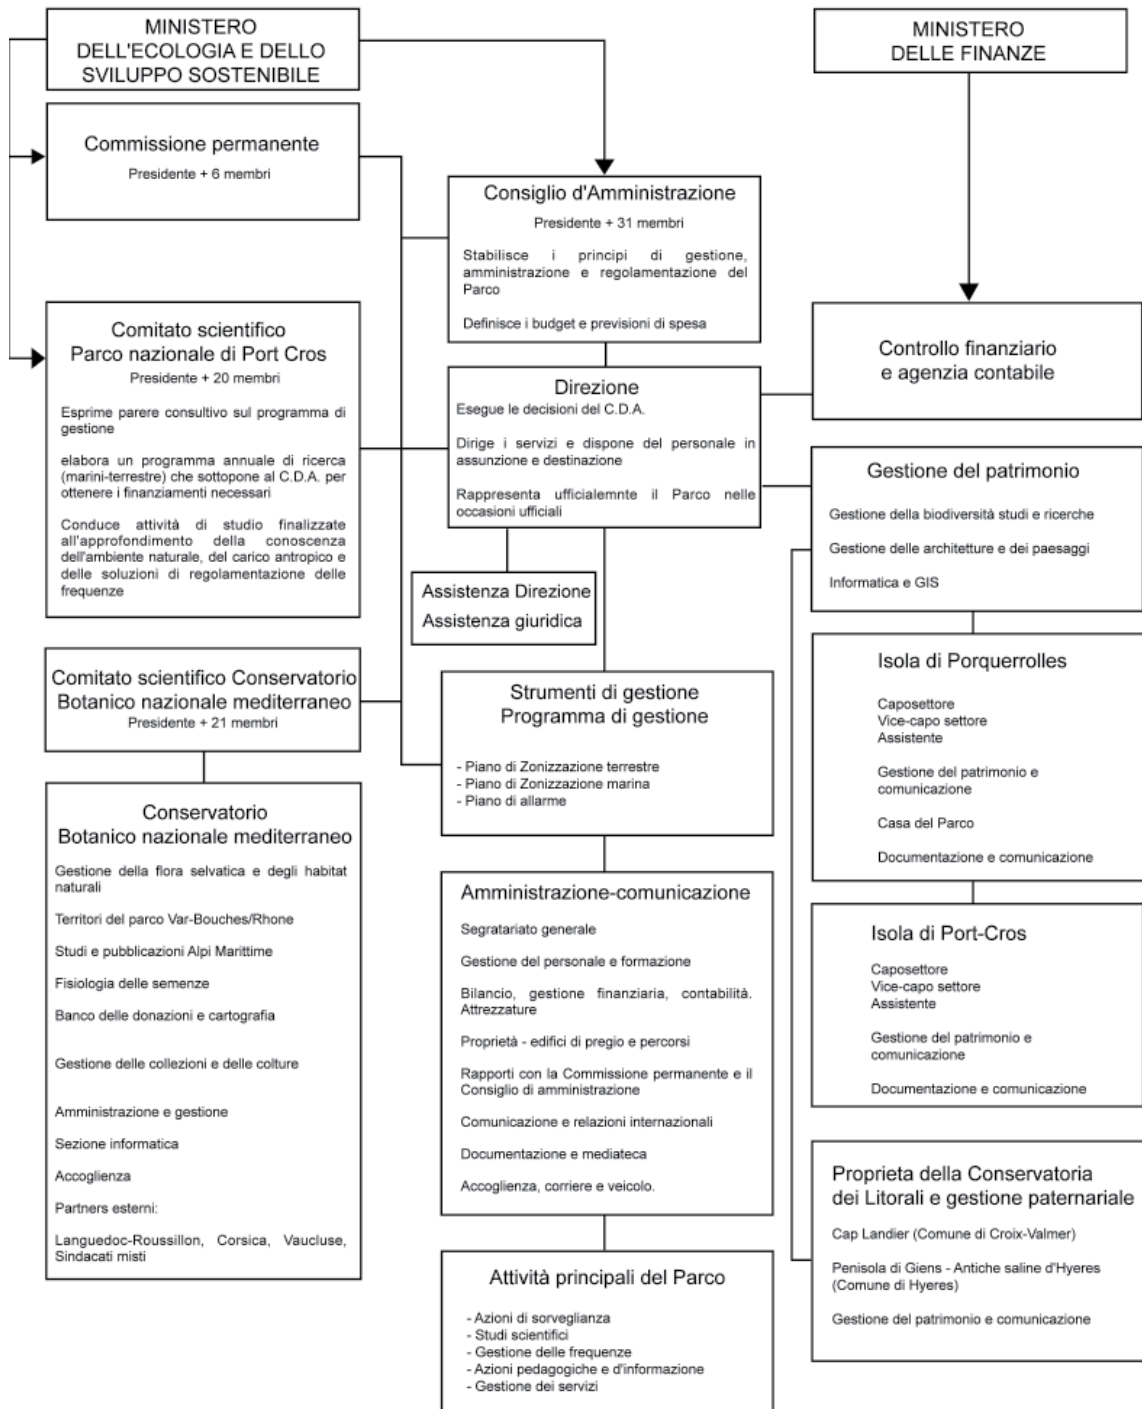 MINISTERO
DELL'ECOLOGIA E DELLO
SVILUPPO SOSTENIBILE
MINISTERO
DELLE FINANZE
Commissione permanente
Presidente + 6 membri
Consiglio d'Amministrazione
Presidente + 31 membri
Stabilisce i principi di gestione,
amministrazione e regolamentazione del
Parco
Definisce i budget e previsioni di spesa
Comitato scientifico
Parco nazionale di Port Cros
Presidente + 20 membri
Esprime parere consultivo sul programma di
gestione
elabora un programma annuale di ricerca
(marini-terrestre) che sottopone al C.D.A. per
ottenere i finanziamenti necessari
Conduce attività di studio finalizzate
all'approfondimento della conoscenza
dell'ambiente naturale, del carico antropico e
delle soluzioni di regolamentazione delle
frequenze
Controllo finanziario
e agenzia contabile
Direzione
Esegue le decisioni del C.D.A.
Dirige i servizi e dispone del personale in
assunzione e destinazione
Rappresenta ufficialemnte il Parco nelle
occasioni ufficiali
Gestione del patrimonio
Gestione della biodiversità studi e ricerche
Gestione delle architetture e dei paesaggi
Informatica e GIS
Assistenza Direzione
Assistenza giuridica
Comitato scientifico Conservatorio
Botanico nazionale mediterraneo
Presidente + 21 membri
Strumenti di gestione
Programma di gestione
- Piano di Zonizzazione terrestre
- Piano di Zonizzazione marina
- Piano di allarme
Isola di Porquerrolles
Caposettore
Vice-capo settore
Assistente
Gestione del patrimonio e
comunicazione
Casa del Parco
Documentazione e comunicazione
Conservatorio
Botanico nazionale mediterraneo
Gestione della flora selvatica e degli habitat
naturali
Territori del parco Var-Bouches/Rhone
Studi e pubblicazioni Alpi Marittime
Fisiologia delle semenze
Banco delle donazioni e cartografia
Gestione delle collezioni e delle colture
Amministrazione e gestione
Sezione informatica
Accoglienza
Partners esterni:
Languedoc-Roussillon, Corsica, Vaucluse,
Sindacati misti
Amministrazione-comunicazione
Segratariato generale
Gestione del personale e formazione
Bilancio, gestione finanziaria, contabilità.
Attrezzature
Proprietà - edifici di pregio e percorsi
Rapporti con la Commissione permanente e il
Consiglio di amministrazione
Comunicazione e relazioni internazionali
Documentazione e mediateca
Accoglienza, corriere e veicolo.
Isola di Port-Cros
Caposettore
Vice-capo settore
Assistente
Gestione del patrimonio e
comunicazione
Documentazione e comunicazione
Proprieta della Conservatoria
dei Litorali e gestione paternariale
Cap Landier (Comune di Croix-Valmer)
Penisola di Giens - Antiche saline d'Hyeres
(Comune di Hyeres)
Gestione del patrimonio e comunicazione
Attività principali del Parco
- Azioni di sorveglianza
- Studi scientifici
- Gestione delle frequenze
- Azioni pedagogiche e d'informazione
- Gestione dei servizi